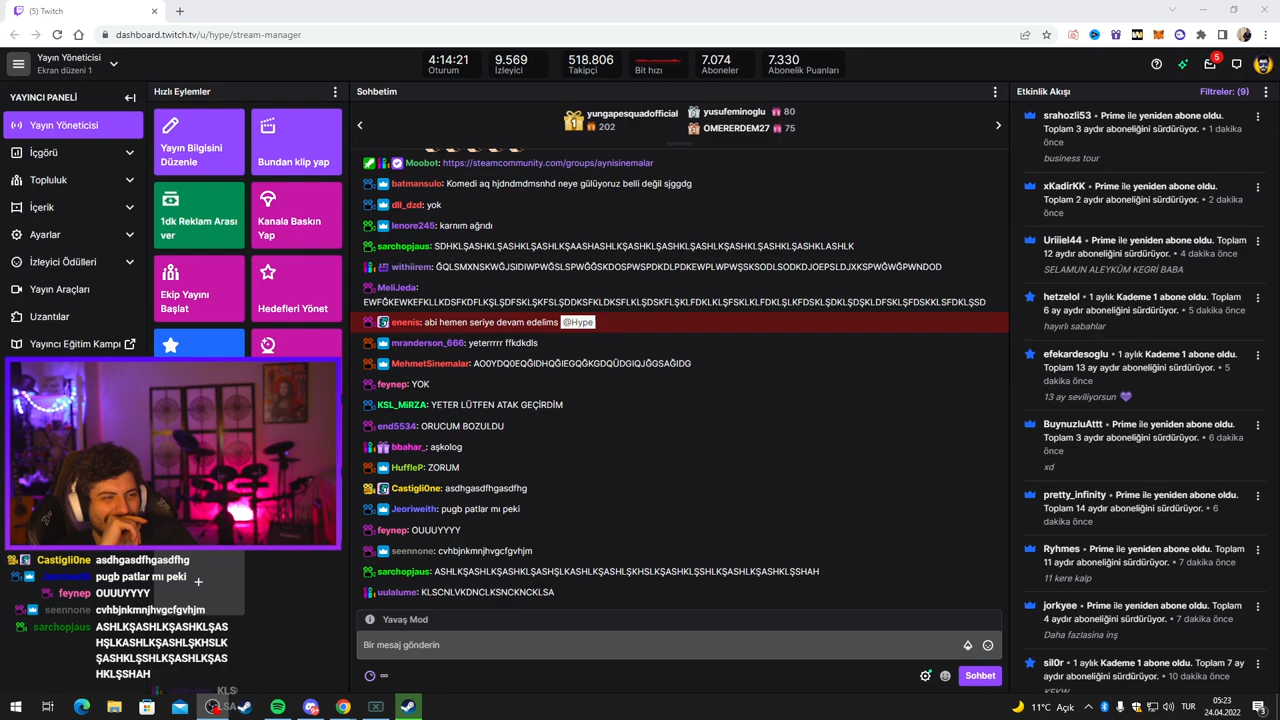 (5) Twitch
dashboard.twitch.tv/u/hype/stream-manager
Yayın Yöneticisi
Ekran düzeni 1
4:14:21
Oturum
9.569
İzleyici
518.806
Takipçi
Bit hızı
7.074
Aboneler
7.330
Abonelik Puanları
5
YAYINCI PANELİ
Yayın Yöneticisi
İçgörü
Topluluk
İçerik
Ayarlar
İzleyici Ödülleri
Yayın Araçları
Uzantılar
Yayıncı Eğitim Kampı
Hızlı Eylemler
Yayın Bilgisini
Düzenle
Bundan klip yap
1dk Reklam Arası
ver
Kanala Baskın
Yap
Ekip Yayını
Başlat
Hedefleri Yönet
Sohbetim
1
yungapesquadofficial
202
yusufeminoglu 80
OMERERDEM27 75
Moobot: https://steamcommunity.com/groups/aynisinemalar
batmansulo: Komedi aq hjdndmdmsnhd neye gülüyoruz belli değil sjggdg
dll_dzd: yok
lenore245: karnım ağrıdı
sarchopjaus: SDHKLŞASHKLŞASHKLŞASHLKŞKAASHASHLKŞASHKLŞASHKLŞASHLKŞASHLKŞASHKLŞASHKLASHLK
withiirem: ĞQLSMXNSKWĞJSIDIWPWĞSLSPWĞĞSKDOSPWSPDKDLPDKEWPLWPWŞSKSODLSODKDJOEPSLDJXKSPWĞWĞPWNDOD
MeliJeda:
EWFĞKEWKEFKLLKDSFKDFLKŞLŞDFSKLŞKFSLŞDDKSFKLDKSFLKŞLKDSFŞKLFDKLKŞLFSKLKLFDKLŞLKFDSKLŞDKLŞDŞKLDFSKLŞFSDKKLSFDKLŞSD
enenis: abi hemen seriye devam edelims @Hype
mranderson_666: yeterrrrr ffkdkdls
MehmetSinemalar: AO0YDQ0EQĞIDHQĞIEGQĞKGDQÜDGIQJĞGSAĞIDG
feynep: YOK
KSL_MiRZA: YETER LÜTFEN ATAK GEÇİRDİM
end5534: ORUCUM BOZULDU
bbahar_: aşkolog
HuffleP: ZORUM
Castigli0ne: asdhgasdfhgasdfhg
Jeoriweith: pugb patlar mı peki
feynep: OUUUYYYY
seennone: cvhbjnkmnjhvgcfgvhjm
sarchopjaus: ASHLKŞASHLKŞASHKLŞASHŞLKASHLKŞASHLŞKHSLKŞASHKLŞSHLKŞASHLKŞASHKLŞSHAH
uulalume: KLSCNLVKDNCLKSNCKNCKLSA
Yavaş Mod
Bir mesaj gönderin
Sohbet
Etkinlik Akışı
Filtreler: (9)
srahozli53 • Prime ile yeniden abone oldu.
Toplam 3 aydır aboneliğini sürdürüyor. • 1 dakika
önce
business tour
xKadirKK • Prime ile yeniden abone oldu.
Toplam 2 aydır aboneliğini sürdürüyor. • 2 dakika
önce
Uriiiel44 • Prime ile yeniden abone oldu. Toplam
12 aydır aboneliğini sürdürüyor. • 4 dakika önce
SELAMUN ALEYKÜM KEGRİ BABA
hetzelol • 1 aylık Kademe 1 abone oldu. Toplam
6 ay aydır aboneliğini sürdürüyor. • 5 dakika önce
hayırlı sabahlar
efekardesoglu • 1 aylık Kademe 1 abone oldu.
Toplam 13 ay aydır aboneliğini sürdürüyor. • 5
dakika önce
13 ay seviliyorsun
BuynuzluAttt • Prime ile yeniden abone oldu.
Toplam 3 aydır aboneliğini sürdürüyor. • 6 dakika
önce
xd
pretty_infinity • Prime ile yeniden abone oldu.
Toplam 14 aydır aboneliğini sürdürüyor. • 6
dakika önce
Ryhmes • Prime ile yeniden abone oldu. Toplam
11 aydır aboneliğini sürdürüyor. • 7 dakika önce
11 kere kalp
jorkyee • Prime ile yeniden abone oldu. Toplam
4 aydır aboneliğini sürdürüyor. • 7 dakika önce
Daha fazlasina inş
sil0r • 1 aylık Kademe 1 abone oldu. Toplam 7 ay
aydır aboneliğini sürdürüyor. • 10 dakika önce
KEKW
Castigli0ne asdhgasdfhgasdfhg
Jeoriweith pugb patlar mı peki
feynep OUUUYYYY
seennone cvhbjnkmnjhvgcfgvhjm
sarchopjaus ASHLKŞASHLKŞASHKLŞAS
HŞLKASHLKŞASHLŞKHSLK
ŞASHKLŞSHLKŞASHLKŞAS
HKLŞSHAH
11°C Açık
TUR
05:23
24.04.2022
3